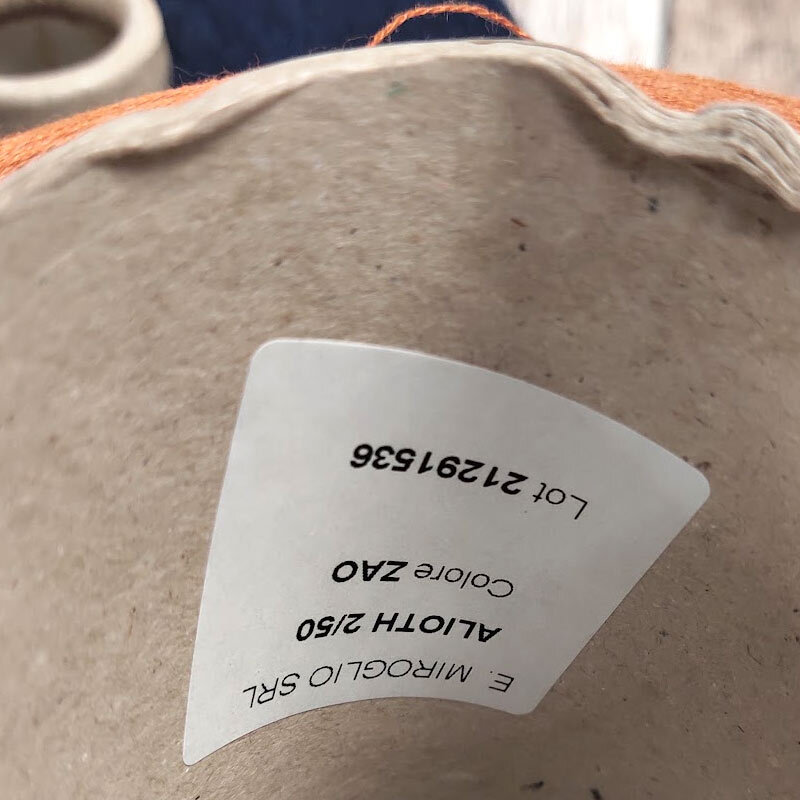 E. MIROGLIO SRL
ALIOTH 2/50
Colore ZAO
Lot 21291536